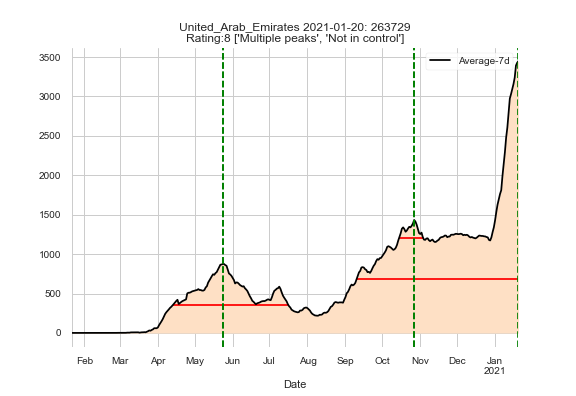 United_Arab_Emirates 2021-01-20: 263729
Rating:8 ['Multiple peaks', 'Not in control']
Average-7d
3500
3000
2500
2000
1500
1000
500
0
Feb Mar Apr May Jun Jul Aug Sep Oct Nov Dec Jan
2021
Date